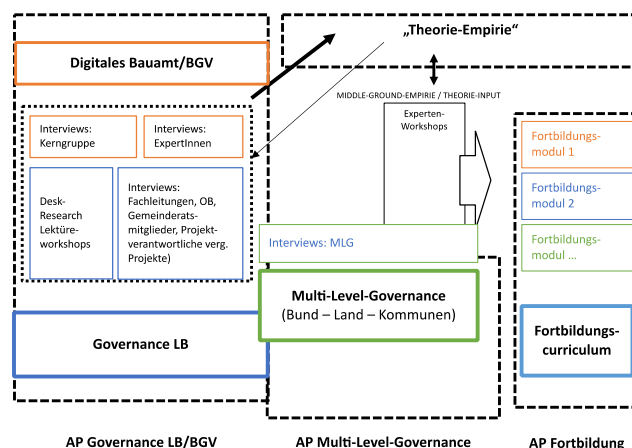 „Theorie-Empirie“
Digitales Bauamt/BGV
MIDDLE-GROUND-EMPIRIE / THEORIE-INPUT
Experten-
Workshops
Interviews:
Kerngruppe
Interviews:
ExpertInnen
Desk-
Research
Lektüre-
workshops
Interviews:
Fachleitungen, OB,
Gemeinderats-
mitglieder, Projekt-
verantwortliche verg.
Projekte)
Fortbildungs-
modul 1
Fortbildungs-
modul 2
Fortbildungs-
modul ...
Interviews: MLG
Multi-Level-Governance
(Bund – Land – Kommunen)
Governance LB
Fortbildungs-
curriculum
AP Governance LB/BGV
AP Multi-Level-Governance
AP Fortbildung